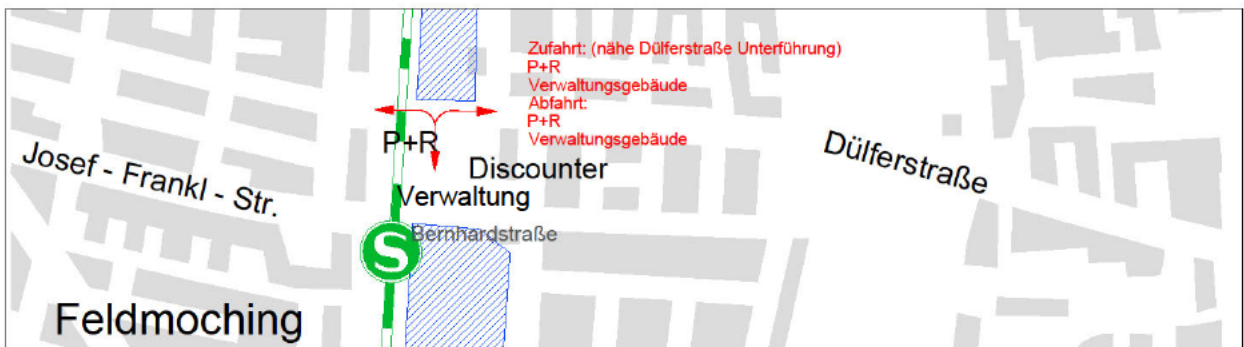 Zufahrt: (nähe Dülferstraße Unterführung)
P+R
Verwaltungsgebäude
Abfahrt:
P+R
Verwaltungsgebäude
P+R
Discounter
Verwaltung
Josef - Frankl - Str.
Dülferstraße
S
Bernhardstraße
Feldmoching